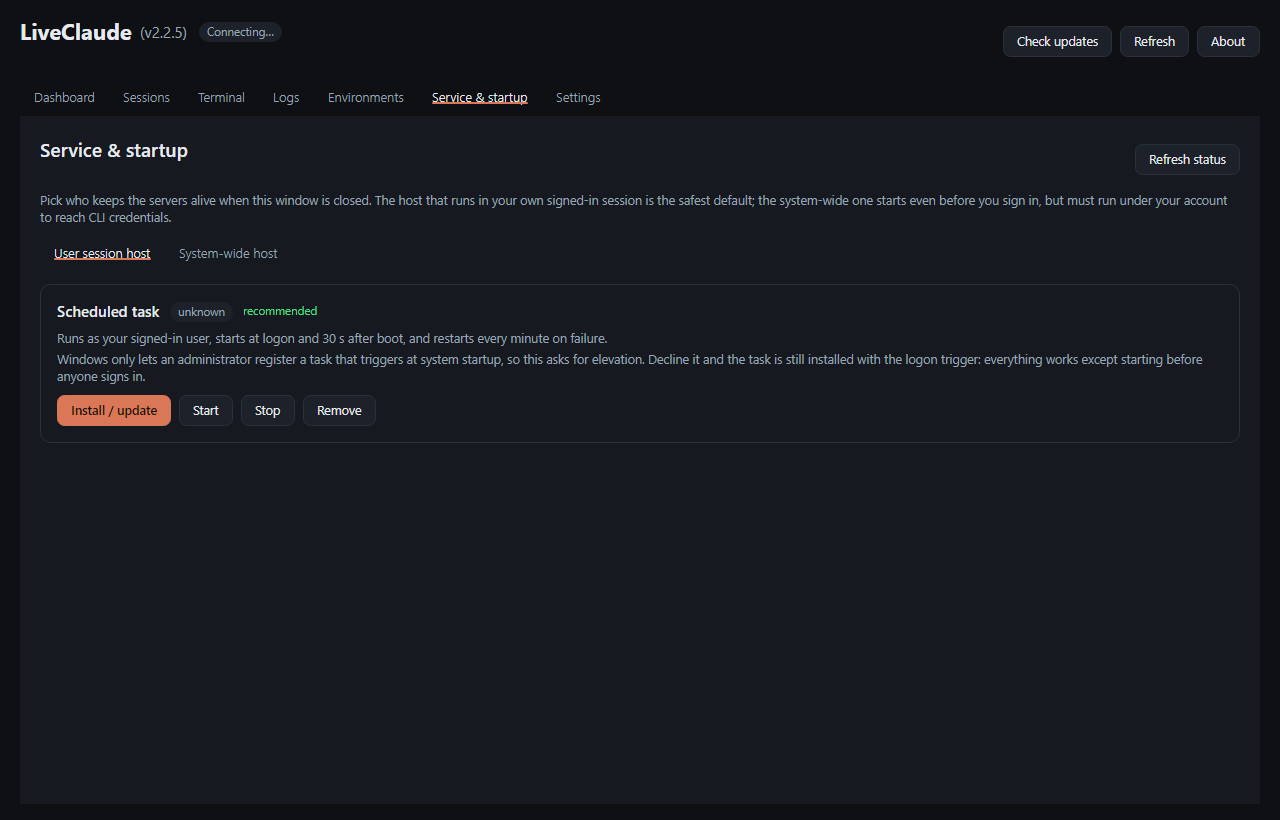 LiveClaude (v2.2.5) Connecting...
Check updates Refresh About
Dashboard Sessions Terminal Logs Environments Service & startup Settings
Service & startup
Refresh status
Pick who keeps the servers alive when this window is closed. The host that runs in your own signed-in session is the safest default; the system-wide one starts even before you sign in, but must run under your account
to reach CLI credentials.
User session host System-wide host
Scheduled task unknown recommended
Runs as your signed-in user, starts at logon and 30 s after boot, and restarts every minute on failure.
Windows only lets an administrator register a task that triggers at system startup, so this asks for elevation. Decline it and the task is still installed with the logon trigger: everything works except starting before
anyone signs in.
Install / update Start Stop Remove